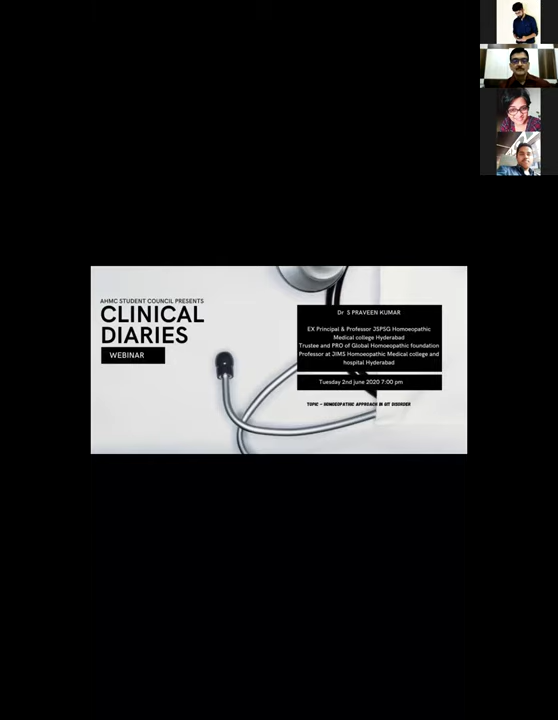 AHMC STUDENT COUNCIL PRESENTS
CLINICAL
DIARIES
WEBINAR
Dr S PRAVEEN KUMAR
EX Principal & Professor JSPSG Homoeopathic
Medical college Hyderabad
Trustee and PRO of Global Homoeopathic foundation
Professor at JIMS Homoeopathic Medical college and
hospital Hyderabad
Tuesday 2nd june 2020 7:00 pm
TOPIC - HOMOEOPATHIC APPROACH IN GIT DISORDER